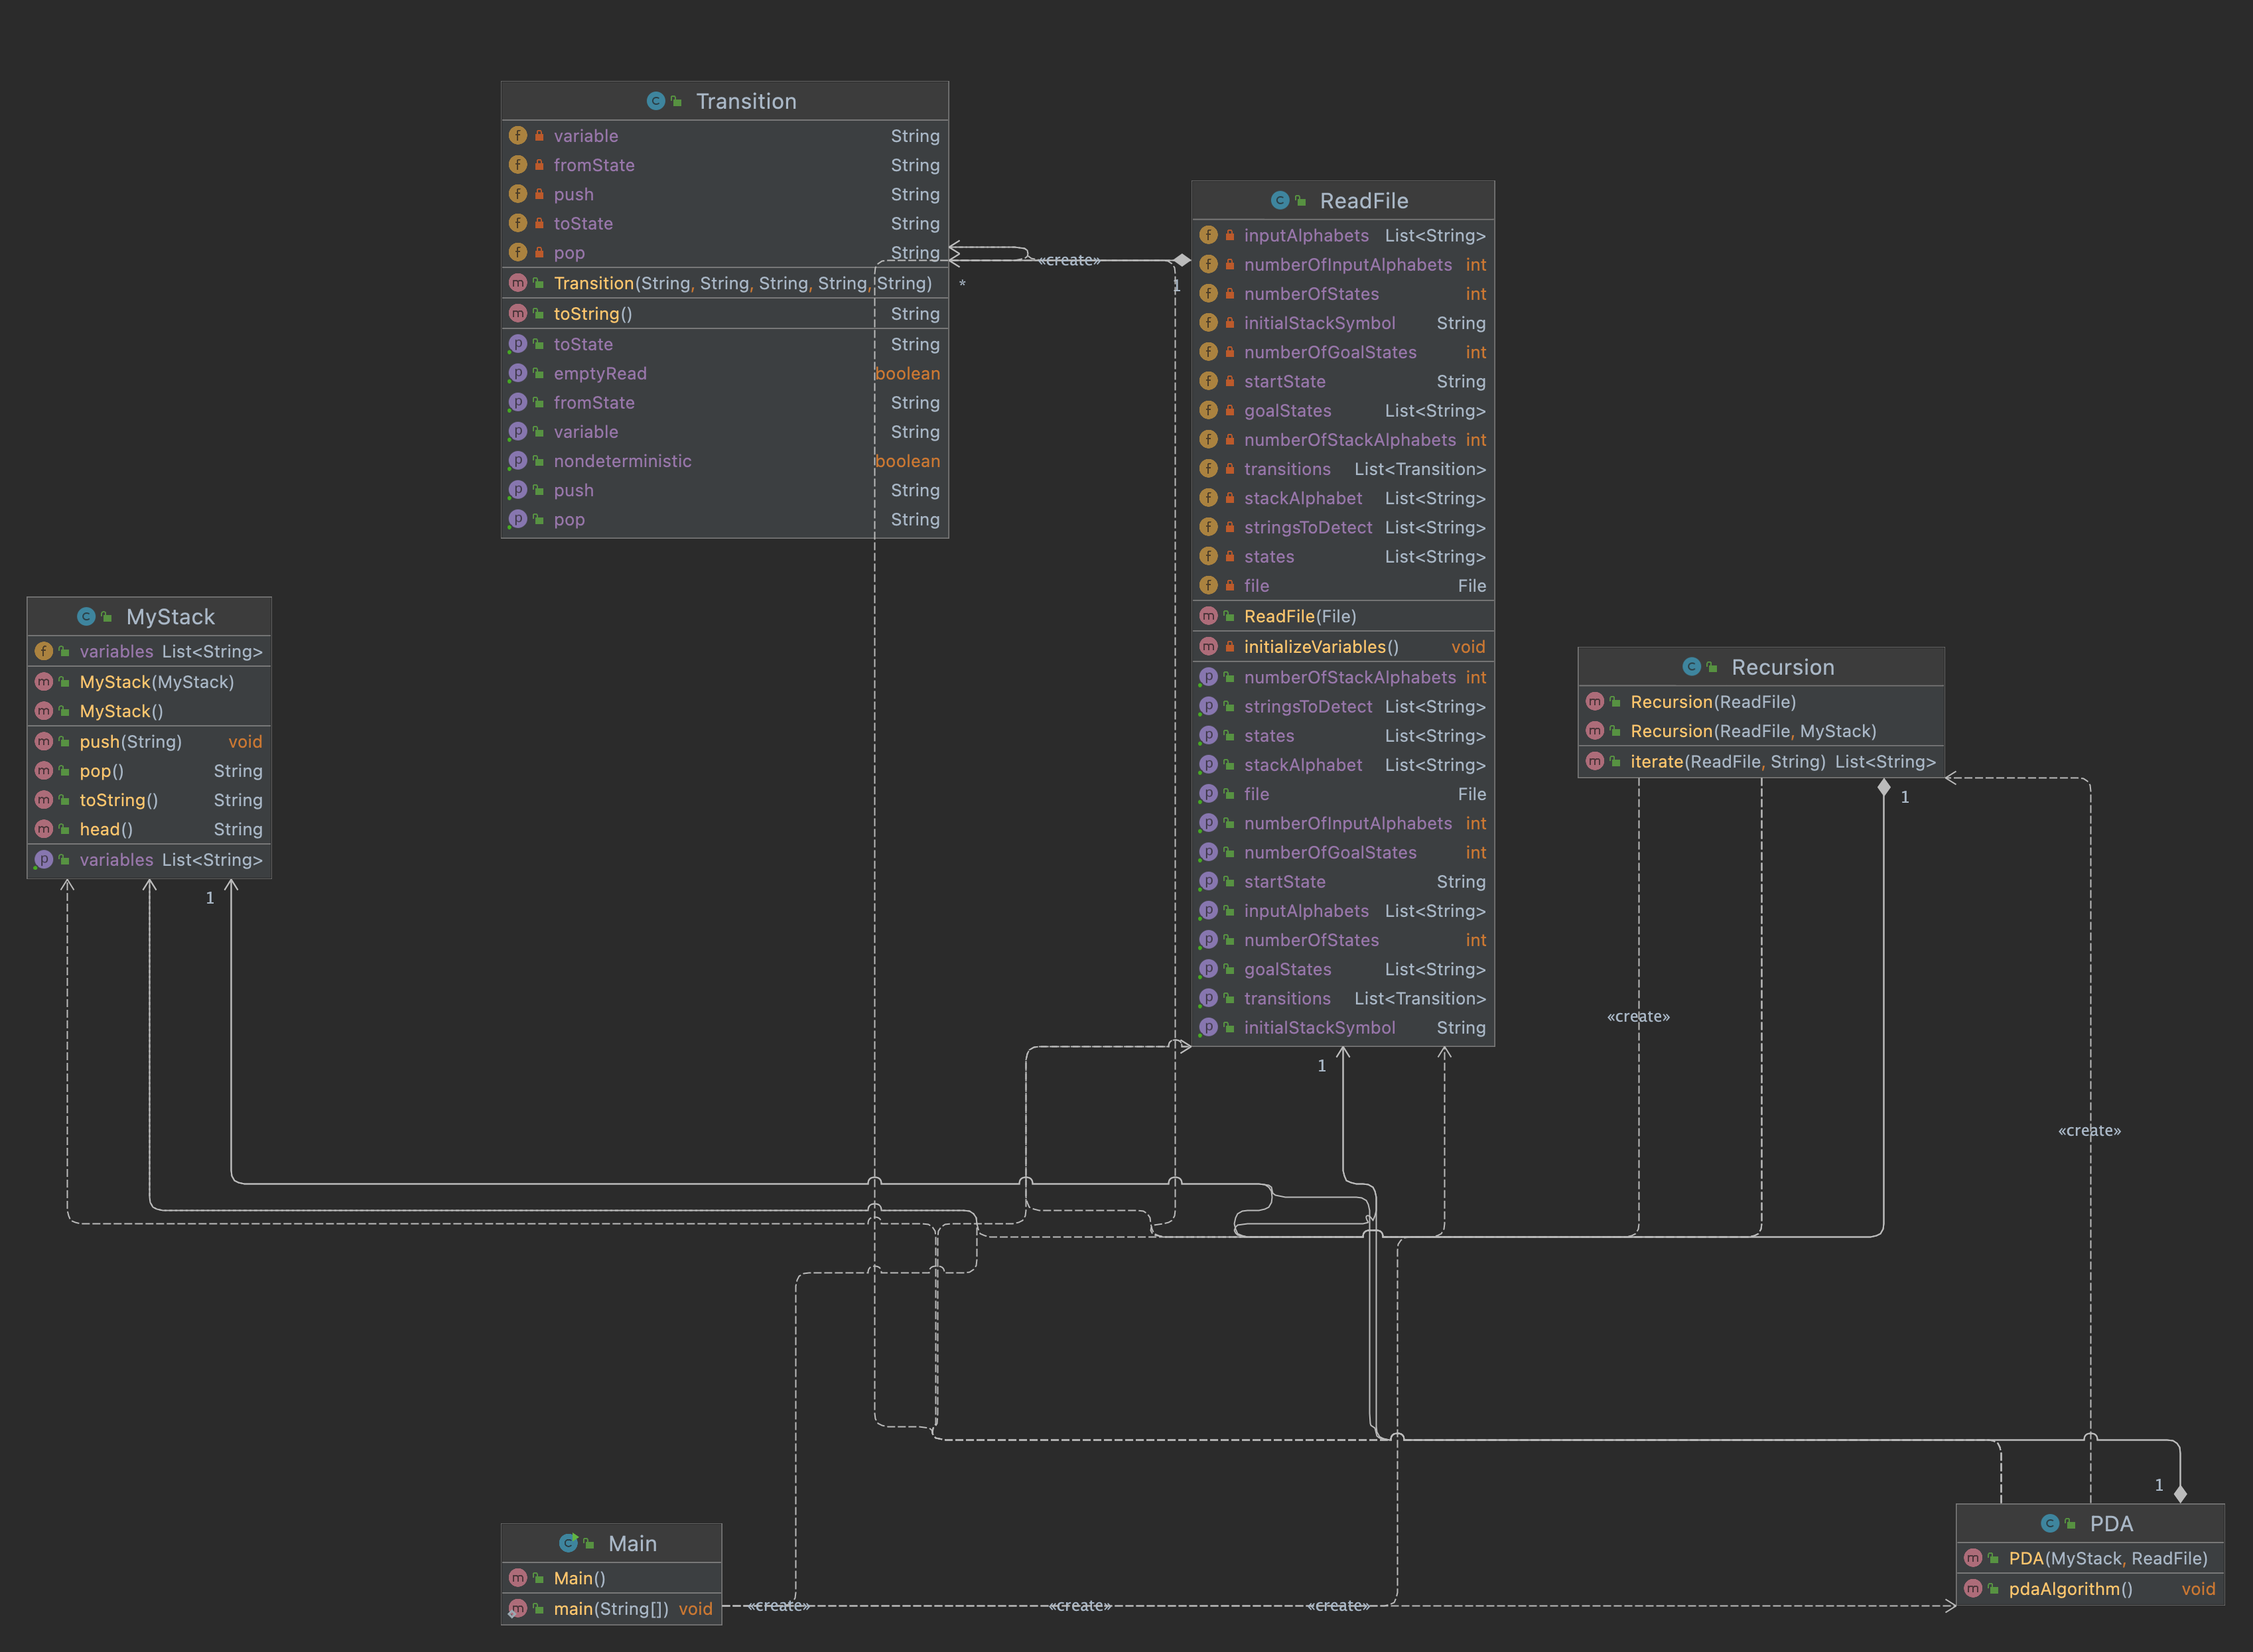 Transition
variable String
fromState String
push String
toState String
pop String
Transition(String, String, String, String, String)
toString() String
toState String
emptyRead boolean
fromState String
variable String
nondeterministic boolean
push String
pop String
«create»
*
1
ReadFile
inputAlphabets List<String>
numberOfInputAlphabets int
numberOfStates int
initialStackSymbol String
numberOfGoalStates int
startState String
goalStates List<String>
numberOfStackAlphabets int
transitions List<Transition>
stackAlphabet List<String>
stringsToDetect List<String>
states List<String>
file File
ReadFile(File)
initializeVariables() void
numberOfStackAlphabets int
stringsToDetect List<String>
states List<String>
stackAlphabet List<String>
file File
numberOfInputAlphabets int
numberOfGoalStates int
startState String
inputAlphabets List<String>
numberOfStates int
goalStates List<String>
transitions List<Transition>
initialStackSymbol String
1
MyStack
variables List<String>
MyStack(MyStack)
MyStack()
push(String) void
pop() String
toString() String
head() String
variables List<String>
1
Recursion
Recursion(ReadFile)
Recursion(ReadFile, MyStack)
iterate(ReadFile, String) List<String>
1
«create»
«create»
Main
Main()
main(String[]) void
«create»
«create»
«create»
1
PDA
PDA(MyStack, ReadFile)
pdaAlgorithm() void